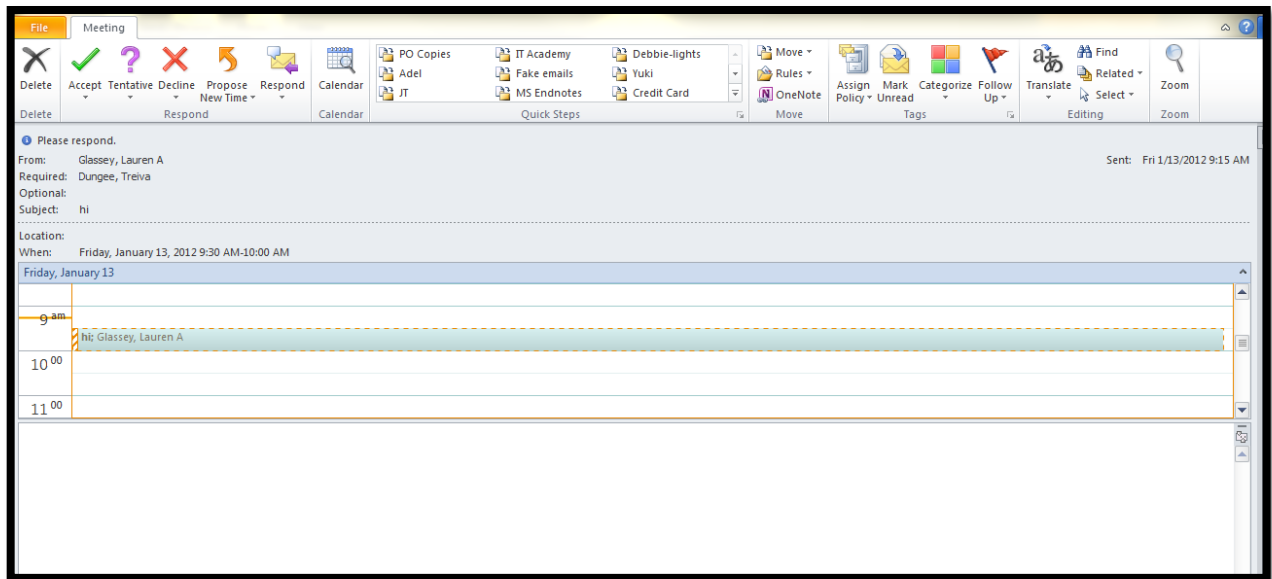 File Meeting
PO Copies IT Academy Debbie-lights Move Find
Adel Fake emails Yuki Rules Related
Delete Accept Tentative Decline Propose New Time Respond Calendar JT MS Endnotes Credit Card OneNote Assign Policy Mark Unread Categorize Follow Up Translate Select Zoom
Delete Respond Calendar Quick Steps Move Tags Editing Zoom
Please respond.
From: Glassey, Lauren A Sent: Fri 1/13/2012 9:15 AM
Required: Dungee, Treiva
Optional:
Subject: hi
Location:
When: Friday, January 13, 2012 9:30 AM-10:00 AM
Friday, January 13
9 am
hi; Glassey, Lauren A
10 00
11 00